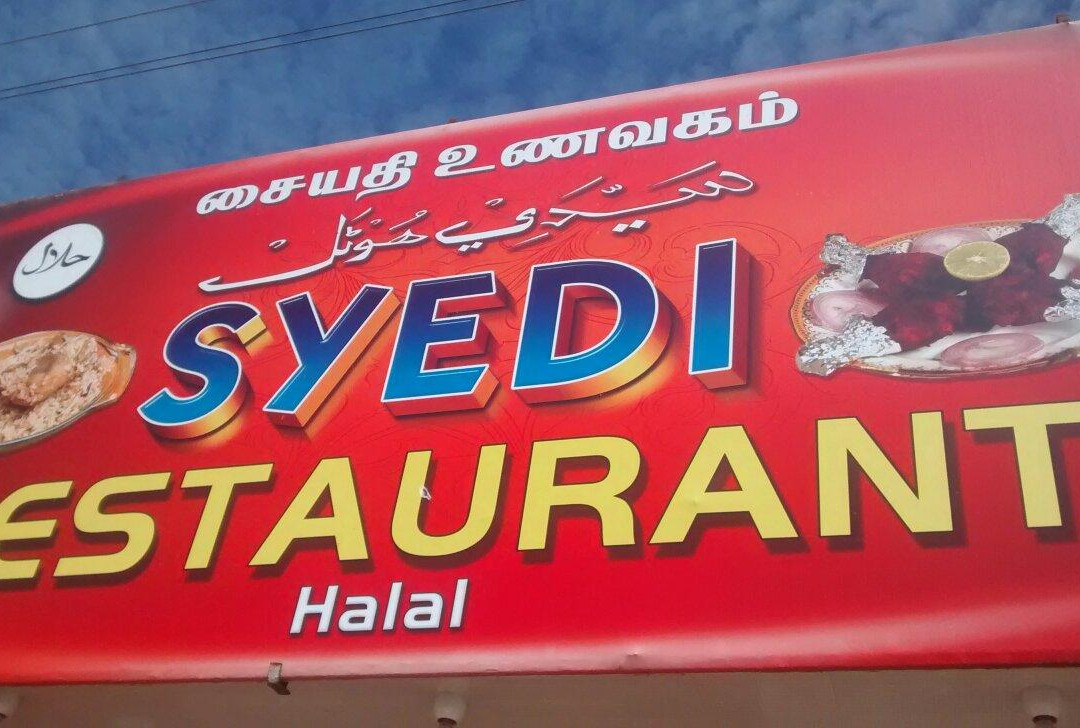 சையதி உணவகம்
سَيّدِيْ هُوْٹَلْ
حلال
SYEDI
ESTAURANT
Halal